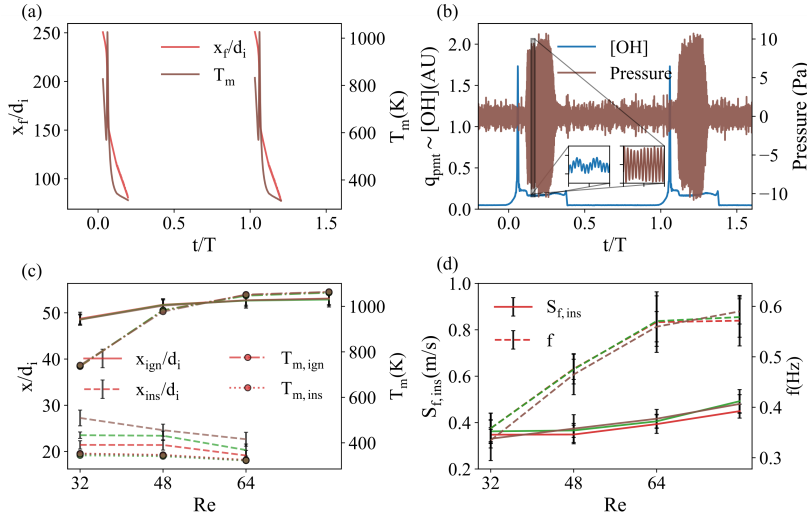 (a)
250
200
150
100
x_f/d_i
1000
800
600
400
T_m(K)
x_f/d_i
T_m
0.0 0.5 1.0 1.5
t/T
(b)
2.0
1.5
1.0
0.5
0.0
q_pmt ~ [OH](AU)
10
5
0
−5
−10
Pressure (Pa)
[OH]
Pressure
0.0 0.5 1.0 1.5
t/T
(c)
50
40
30
20
x/d_i
1000
800
600
400
T_m(K)
x_ign/d_i
x_ins/d_i
T_m,ign
T_m,ins
32 48 64
Re
(d)
1.0
0.8
0.6
0.4
0.2
S_f,ins(m/s)
0.6
0.5
0.4
0.3
f(Hz)
S_f,ins
f
32 48 64
Re